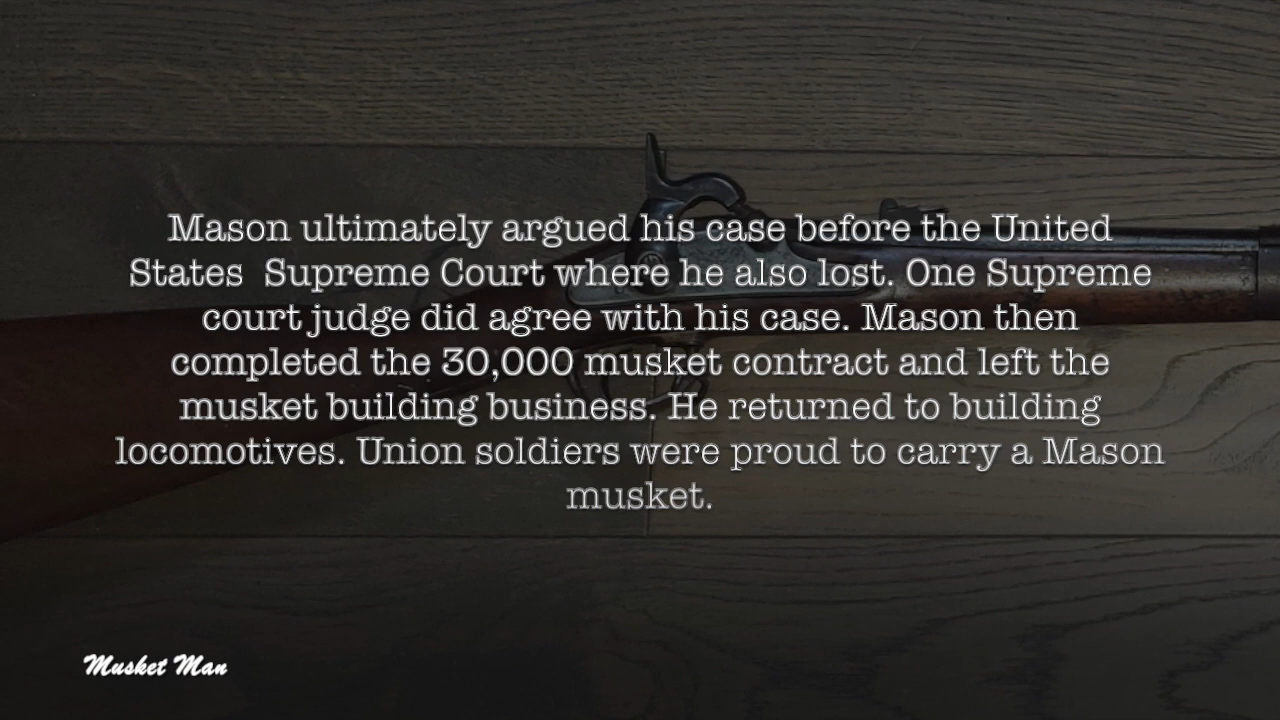 Mason ultimately argued his case before the United
States  Supreme Court where he also lost. One Supreme
court judge did agree with his case. Mason then
completed the 30,000 musket contract and left the
musket building business. He returned to building
locomotives. Union soldiers were proud to carry a Mason
musket.
Musket Man